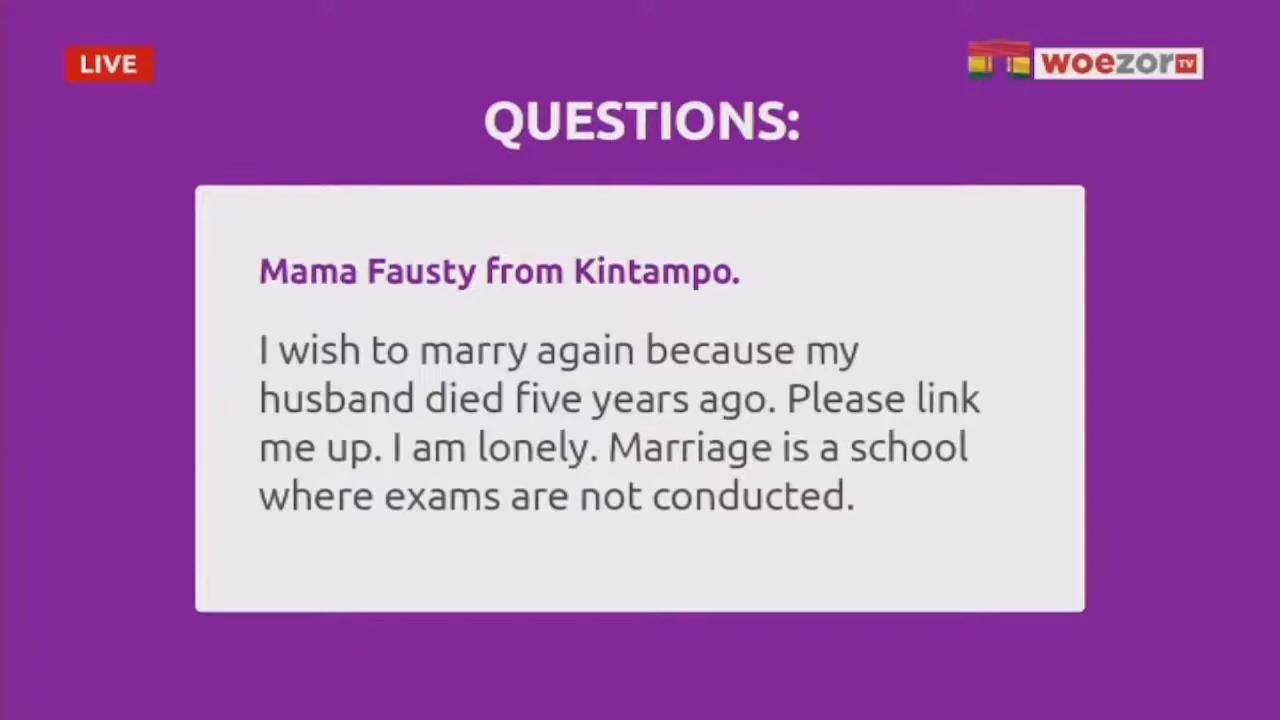 LIVE
woezor TV
QUESTIONS:
Mama Fausty from Kintampo.
I wish to marry again because my
husband died five years ago. Please link
me up. I am lonely. Marriage is a school
where exams are not conducted.